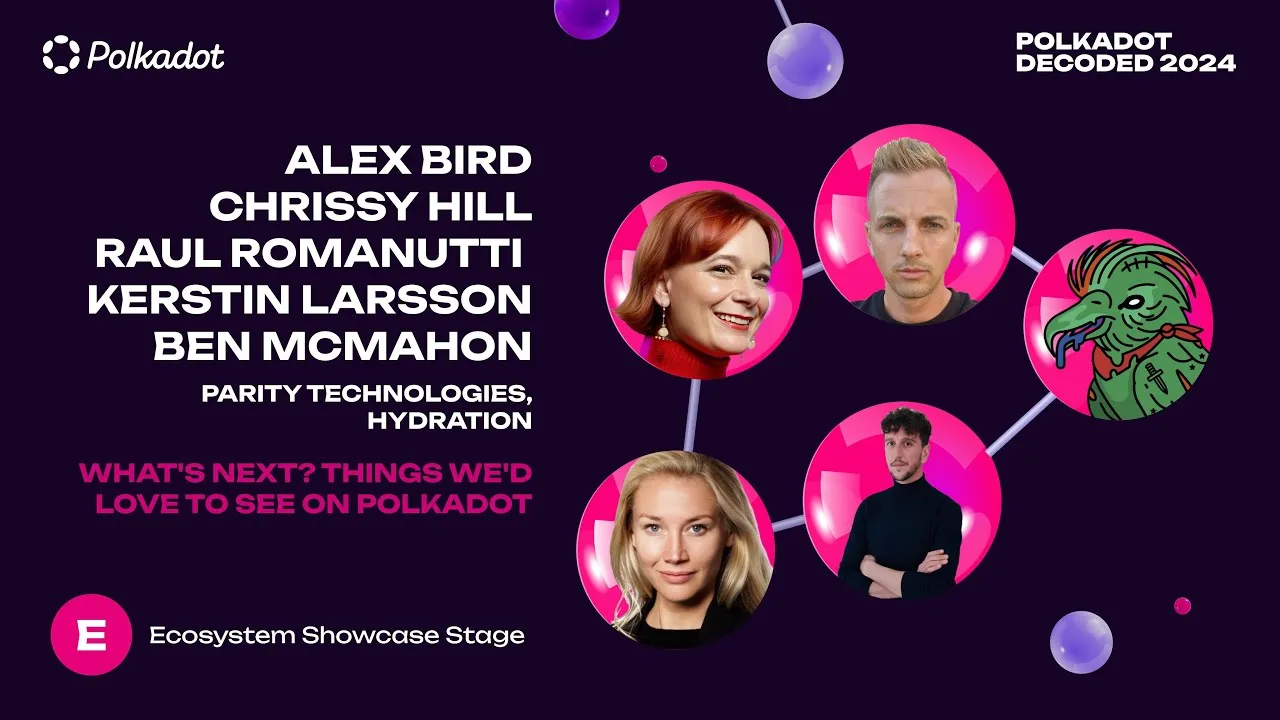 Polkadot
POLKADOT
DECODED 2024
ALEX BIRD
CHRISSY HILL
RAUL ROMANUTTI
KERSTIN LARSSON
BEN MCMAHON
PARITY TECHNOLOGIES,
HYDRATION
WHAT'S NEXT? THINGS WE'D
LOVE TO SEE ON POLKADOT
E
Ecosystem Showcase Stage